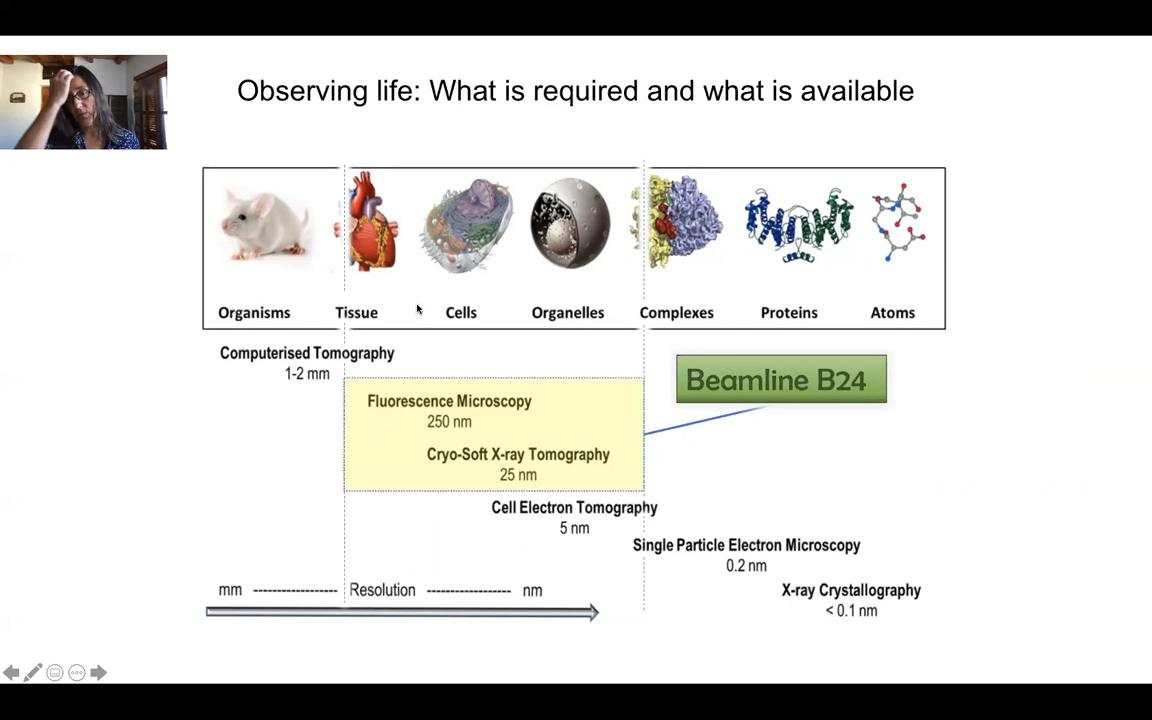 Observing life: What is required and what is available
Organisms Tissue Cells Organelles Complexes Proteins Atoms
Computerised Tomography
1-2 mm
Beamline B24
Fluorescence Microscopy
250 nm
Cryo-Soft X-ray Tomography
25 nm
Cell Electron Tomography
5 nm
Single Particle Electron Microscopy
0.2 nm
mm ----------------- Resolution ----------------- nm
X-ray Crystallography
< 0.1 nm